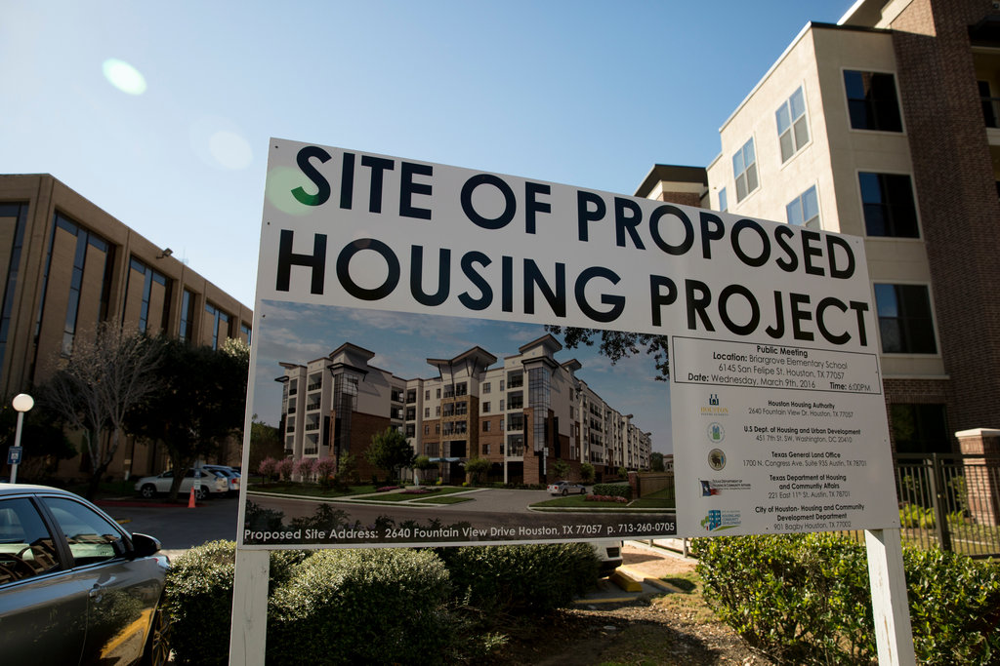 SITE OF PROPOSED
HOUSING PROJECT
Public Meeting
Location: Briargrove Elementary School
6145 San Felipe St. Houston, TX 77057
Date: Wednesday, March 9th, 2016 Time: 6:00PM
HOUSTON
Houston Housing Authority
2640 Fountain View Dr. Houston, TX 77057
U.S Dept. of Housing and Urban Development
451 7th St. SW, Washington, DC 20410
Texas General Land Office
1700 N. Congress Ave, Suite 935 Austin, TX 78701
Texas Department of Housing
and Community Affairs
221 East 11th St. Austin, TX 78701
City of Houston- Housing and Community
Development Department
901 Bagby Houston, TX 77002
Proposed Site Address: 2640 Fountain View Drive Houston, TX 77057 p. 713-260-0705